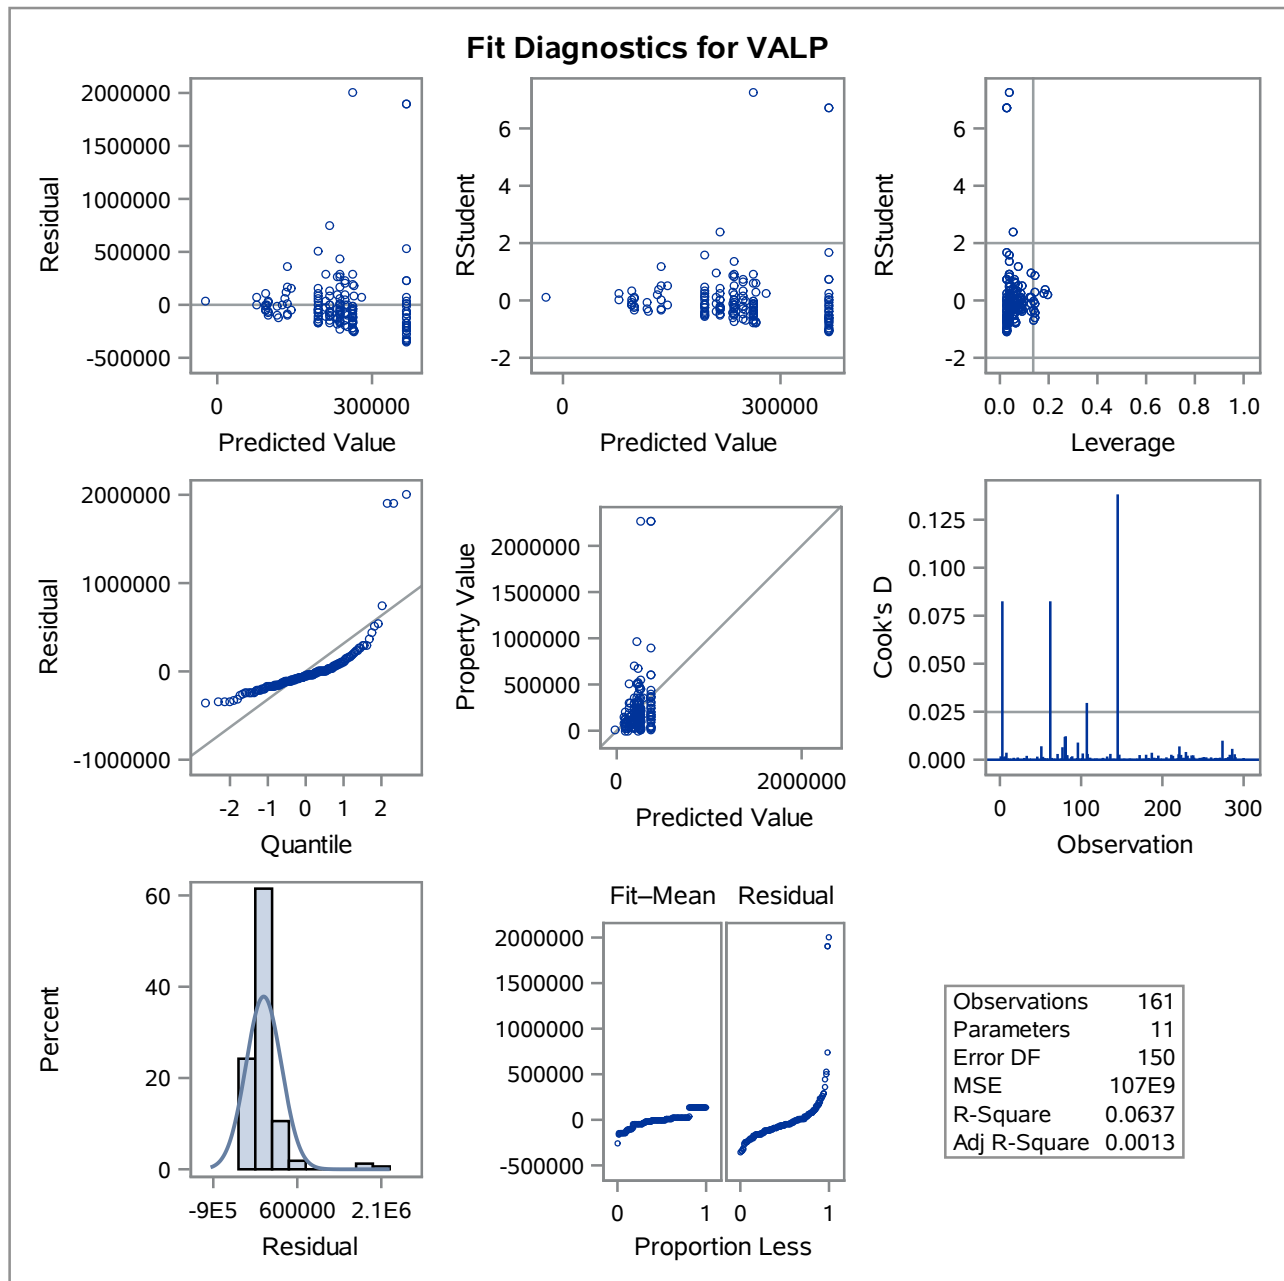 Fit Diagnostics for VALP
Residual
2000000
1500000
1000000
500000
0
-500000
0 300000
Predicted Value
RStudent
6
4
2
0
-2
0 300000
Predicted Value
RStudent
6
4
2
0
-2
0.0 0.2 0.4 0.6 0.8 1.0
Leverage
Residual
2000000
1000000
0
-1000000
-2 -1 0 1 2
Quantile
Property Value
2000000
1500000
1000000
500000
0
0 2000000
Predicted Value
Cook's D
0.125
0.100
0.075
0.050
0.025
0.000
0 100 200 300
Observation
Percent
60
40
20
0
-9E5 600000 2.1E6
Residual
Fit–Mean Residual
2000000
1500000
1000000
500000
0
-500000
0 1 0 1
Proportion Less
Observations 161
Parameters 11
Error DF 150
MSE 107E9
R-Square 0.0637
Adj R-Square 0.0013